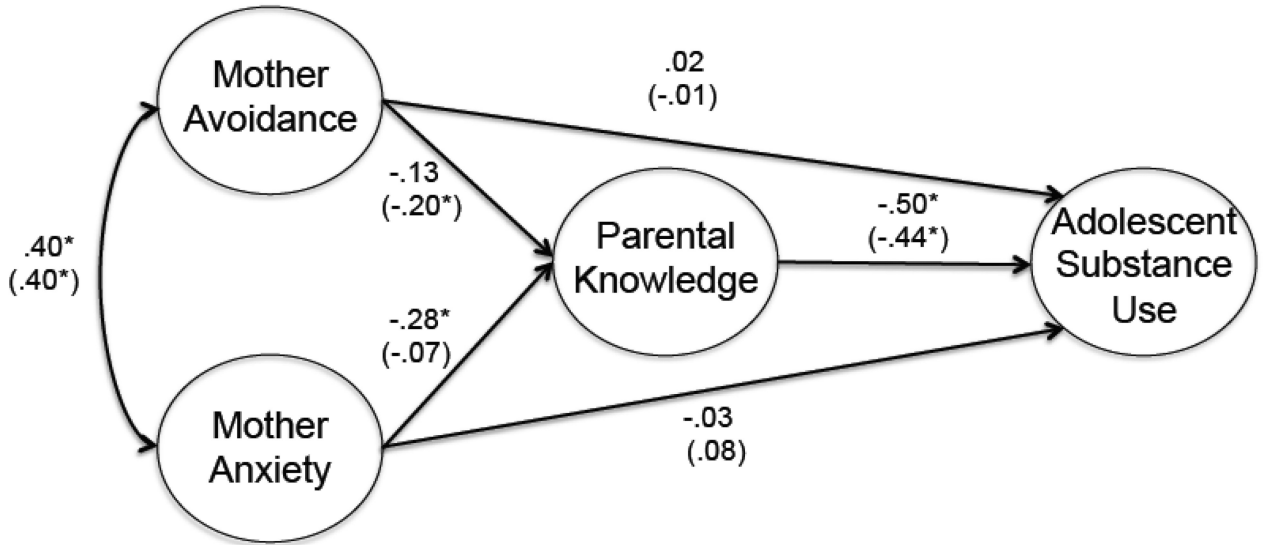 Mother
Avoidance
.02
(-.01)
-.13
(-.20*)
.40*
(.40*)
Parental
Knowledge
-.50*
(-.44*)
Adolescent
Substance
Use
-.28*
(-.07)
Mother
Anxiety
-.03
(.08)